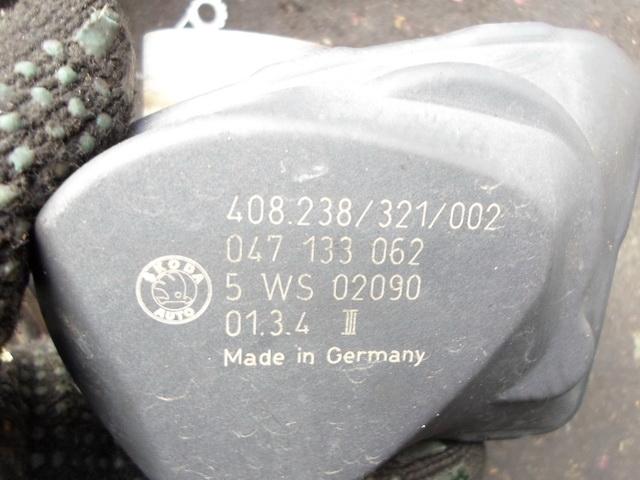 408.238/321/002
047 133 062
ŠKODA
AUTO
5 WS 02090
01.3.4 III
Made in Germany